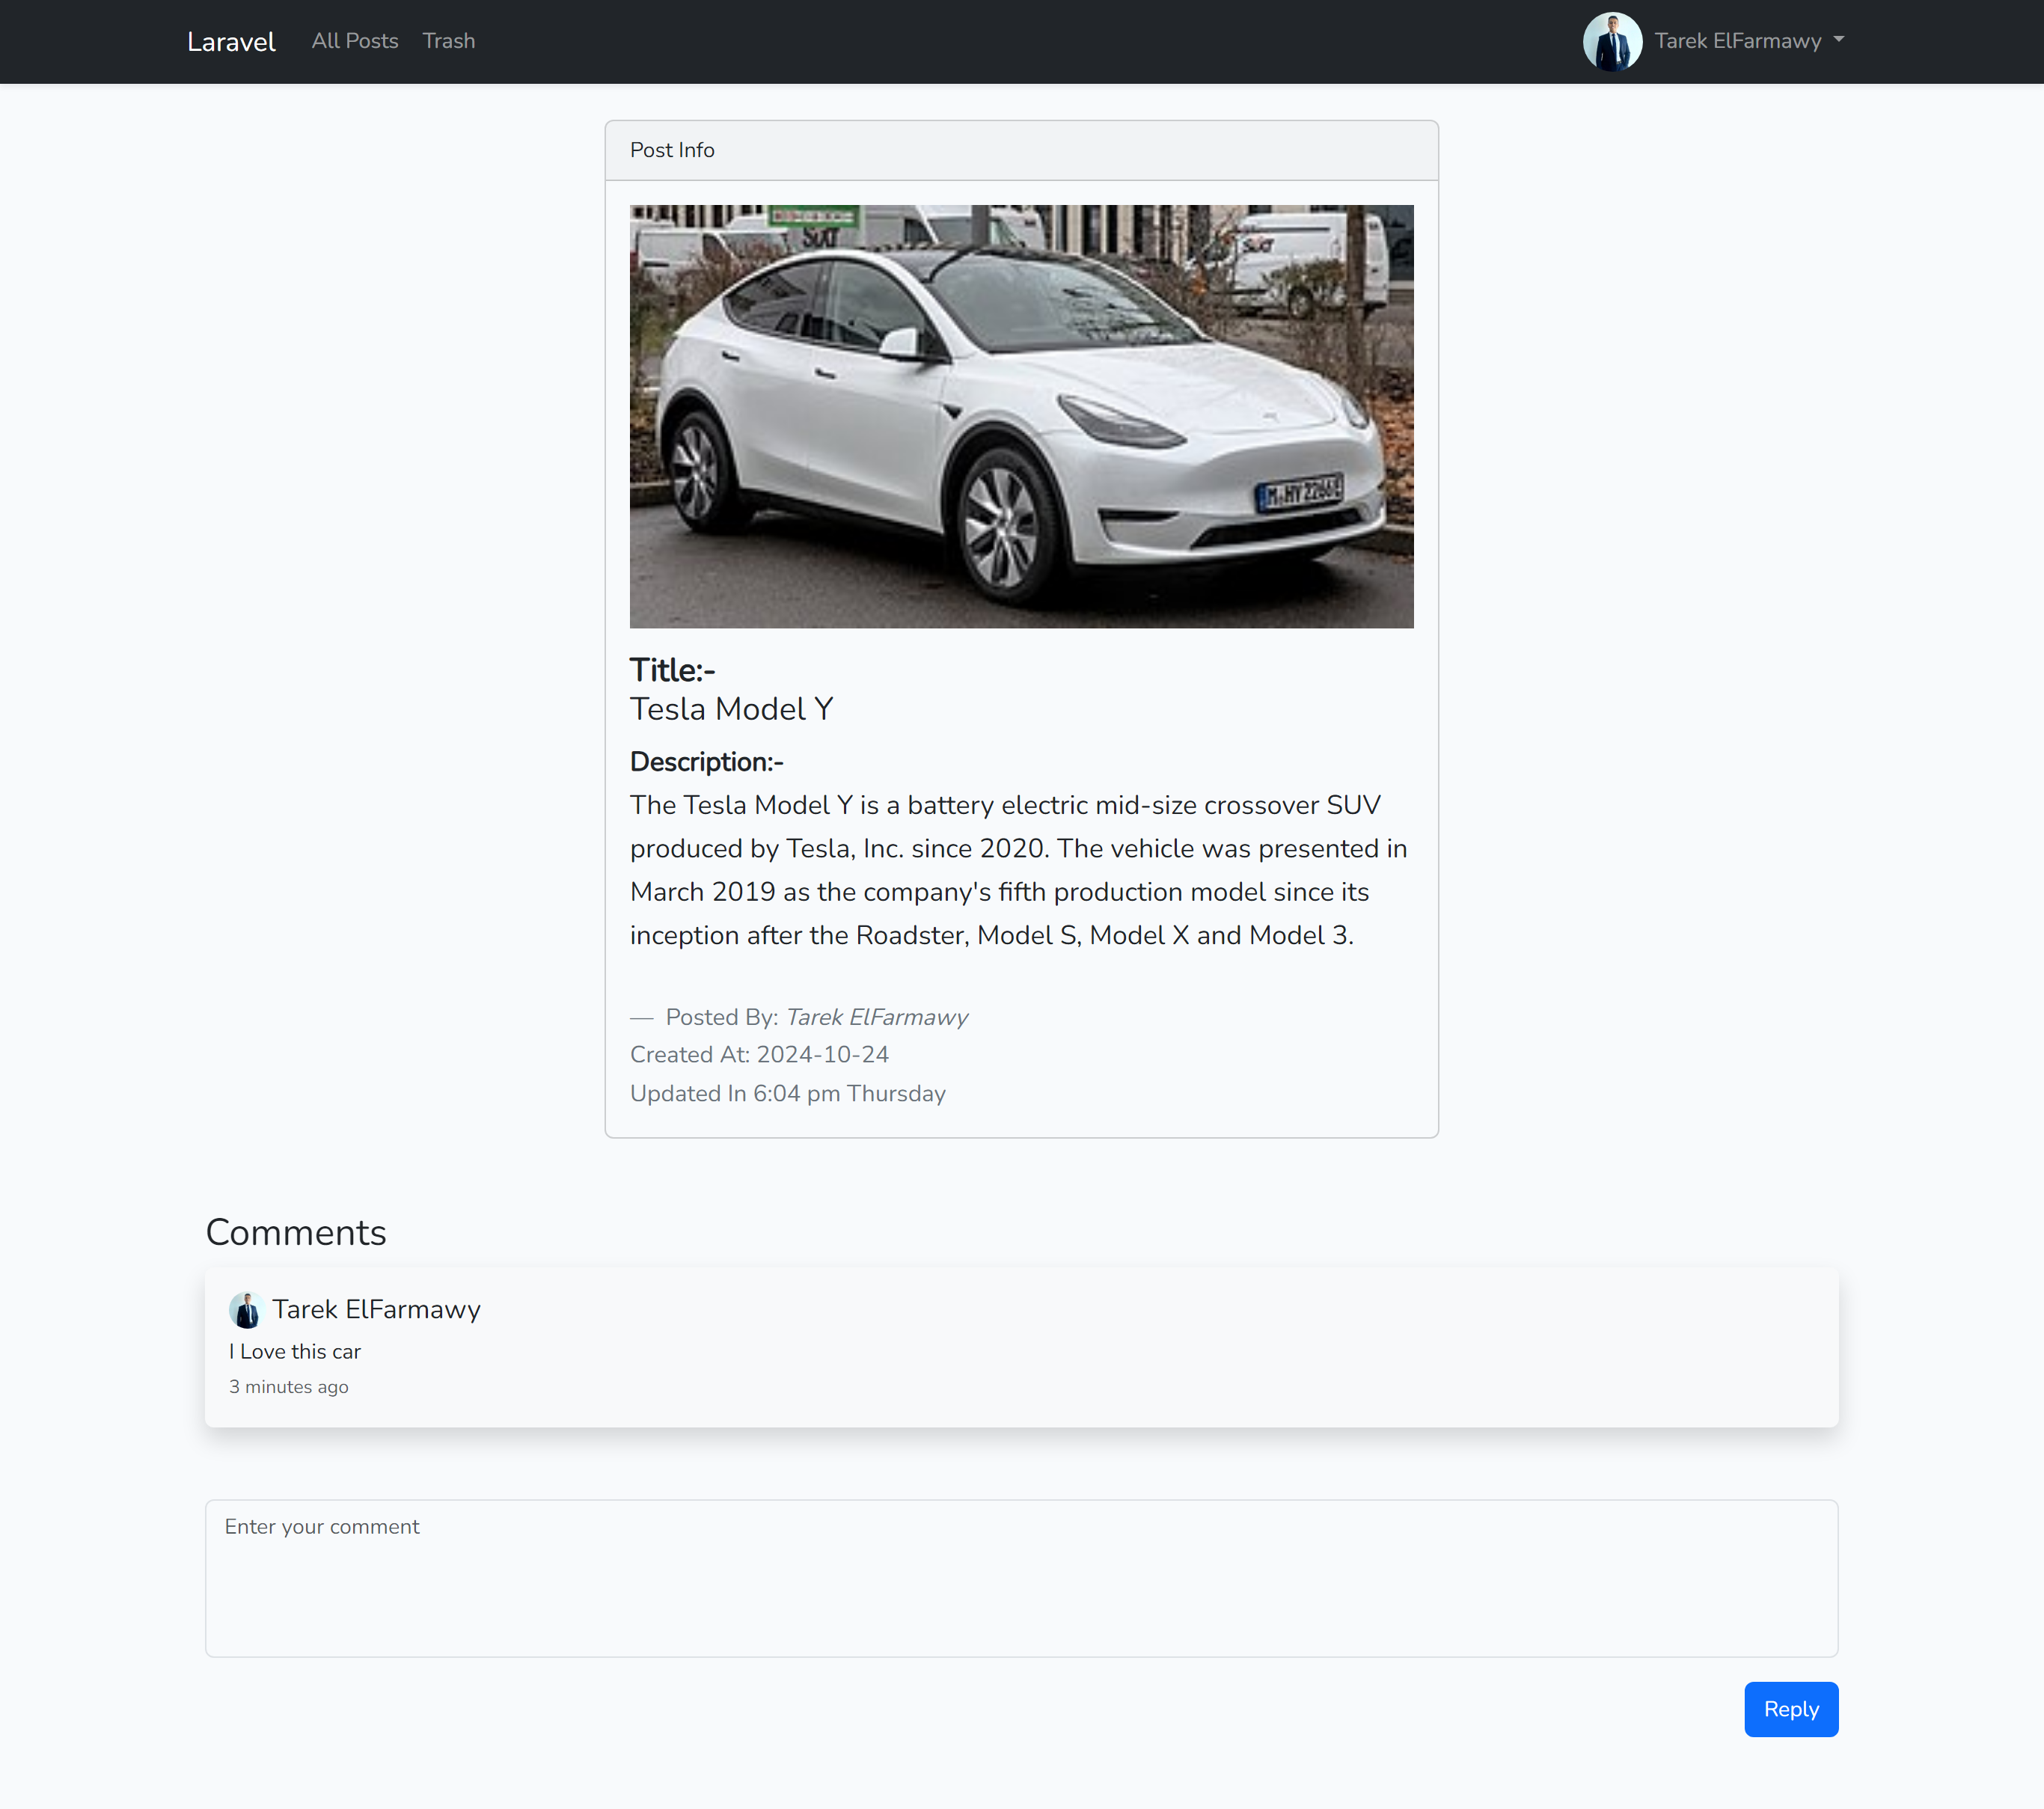 Laravel All Posts Trash Tarek ElFarmawy
Post Info
SIXT
SIXT
Title:-
Tesla Model Y
Description:-
The Tesla Model Y is a battery electric mid-size crossover SUV
produced by Tesla, Inc. since 2020. The vehicle was presented in
March 2019 as the company's fifth production model since its
inception after the Roadster, Model S, Model X and Model 3.
— Posted By: Tarek ElFarmawy
Created At: 2024-10-24
Updated In 6:04 pm Thursday
Comments
Tarek ElFarmawy
I Love this car
3 minutes ago
Enter your comment
Reply